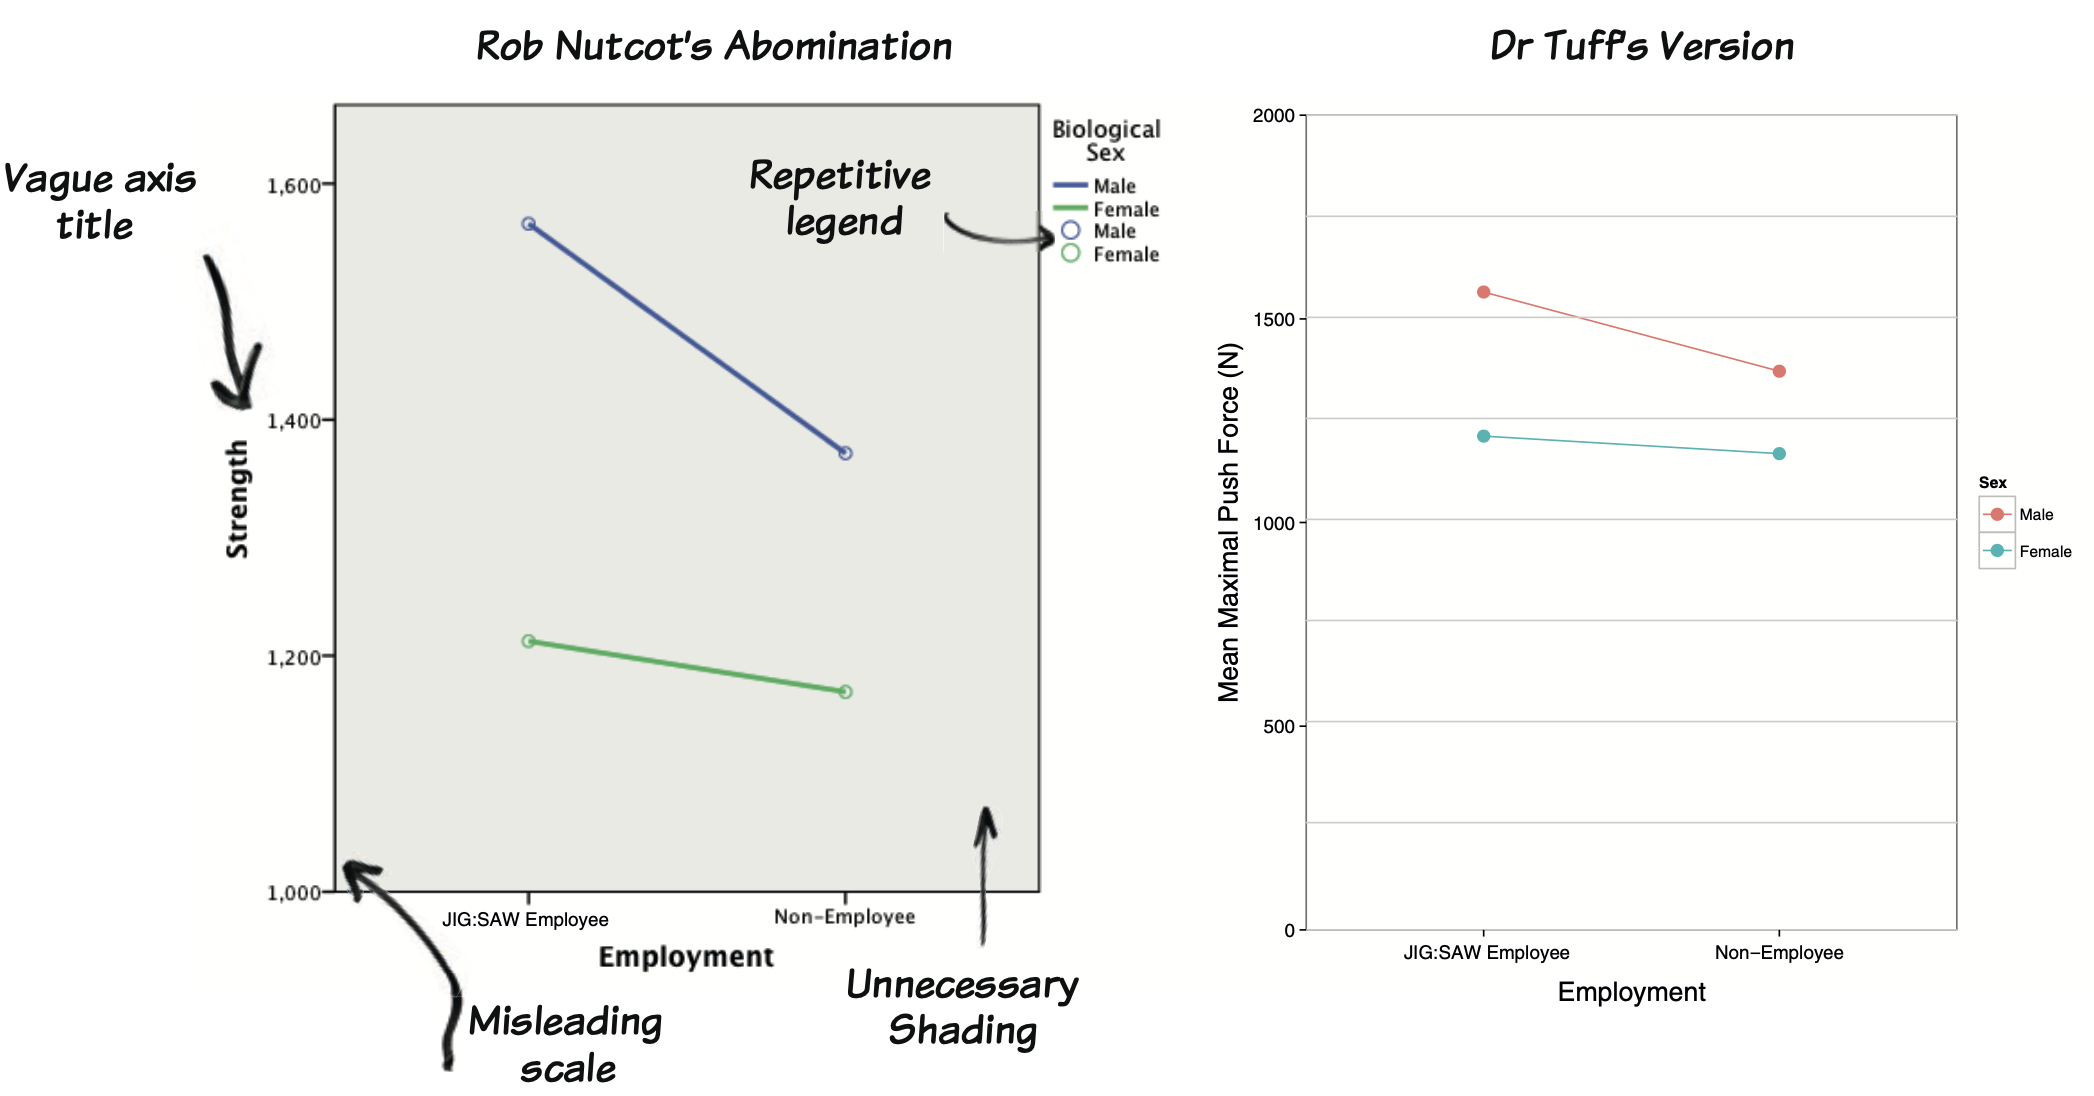 Rob Nutcot's Abomination
Vague axis
title
Repetitive
legend
Biological
Sex
Male
Female
Male
Female
1,600
1,400
1,200
1,000
Strength
JIG:SAW Employee
Non-Employee
Employment
Misleading
scale
Unnecessary
Shading
Dr Tuff's Version
2000
1500
1000
500
0
Mean Maximal Push Force (N)
JIG:SAW Employee
Non-Employee
Employment
Sex
Male
Female